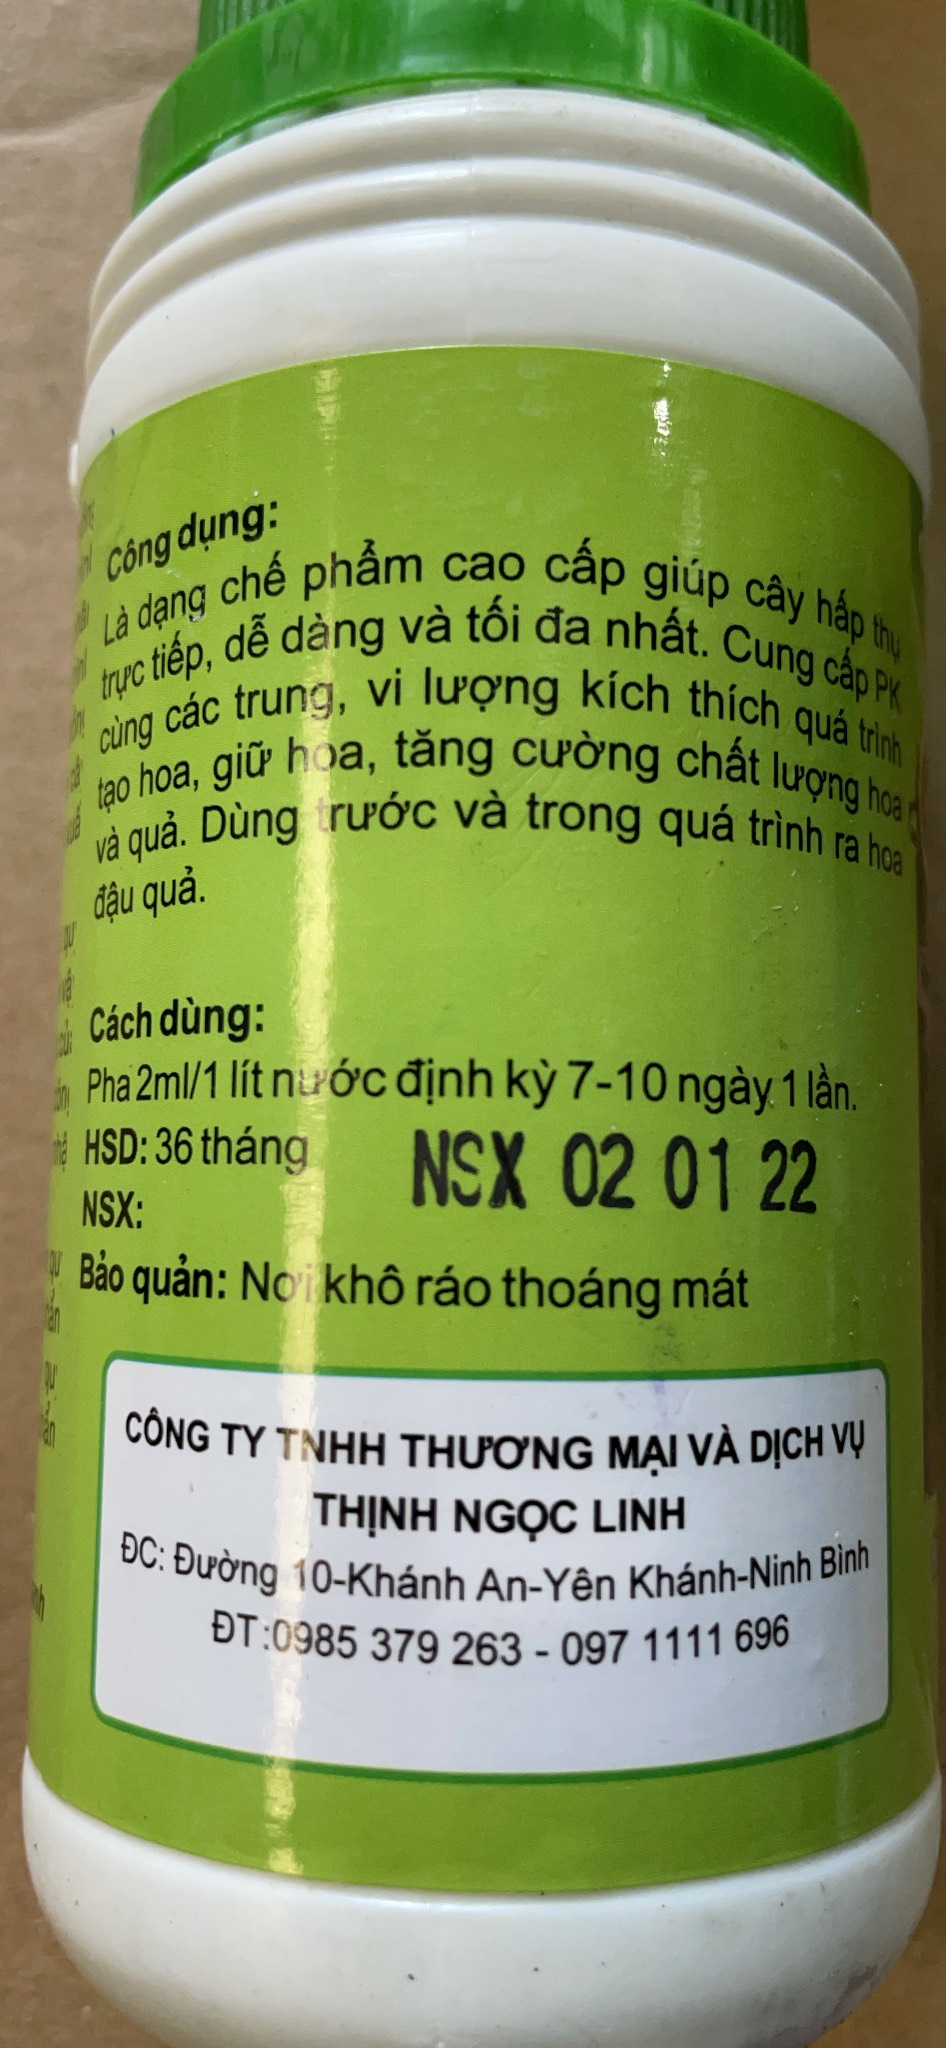 Công dụng:
Là dạng chế phẩm cao cấp giúp cây hấp thụ
trực tiếp, dễ dàng và tối đa nhất. Cung cấp PK
cùng các trung, vi lượng kích thích quá trình
tạo hoa, giữ hoa, tăng cường chất lượng hoa
và quả. Dùng trước và trong quá trình ra hoa
đậu quả.
Cách dùng:
Pha 2ml/1 lít nước định kỳ 7-10 ngày 1 lần.
HSD: 36 tháng
NSX: NSX 02 01 22
Bảo quản: Nơi khô ráo thoáng mát
CÔNG TY TNHH THƯƠNG MẠI VÀ DỊCH VỤ
THỊNH NGỌC LINH
ĐC: Đường 10-Khánh An-Yên Khánh-Ninh Bình
ĐT:0985 379 263 - 097 1111 696